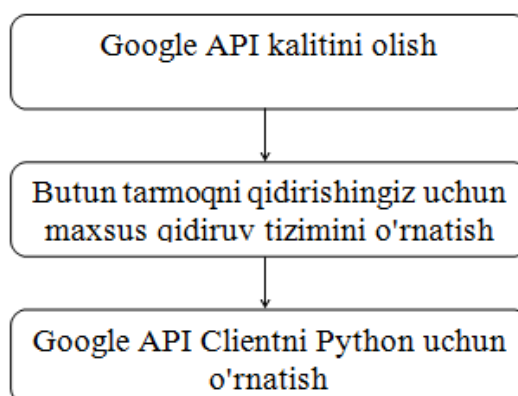 Google API kalitini olish
Butun tarmoqni qidirishingiz uchun
maxsus qidiruv tizimini o'rnatish
Google API Clientni Python uchun
o'rnatish